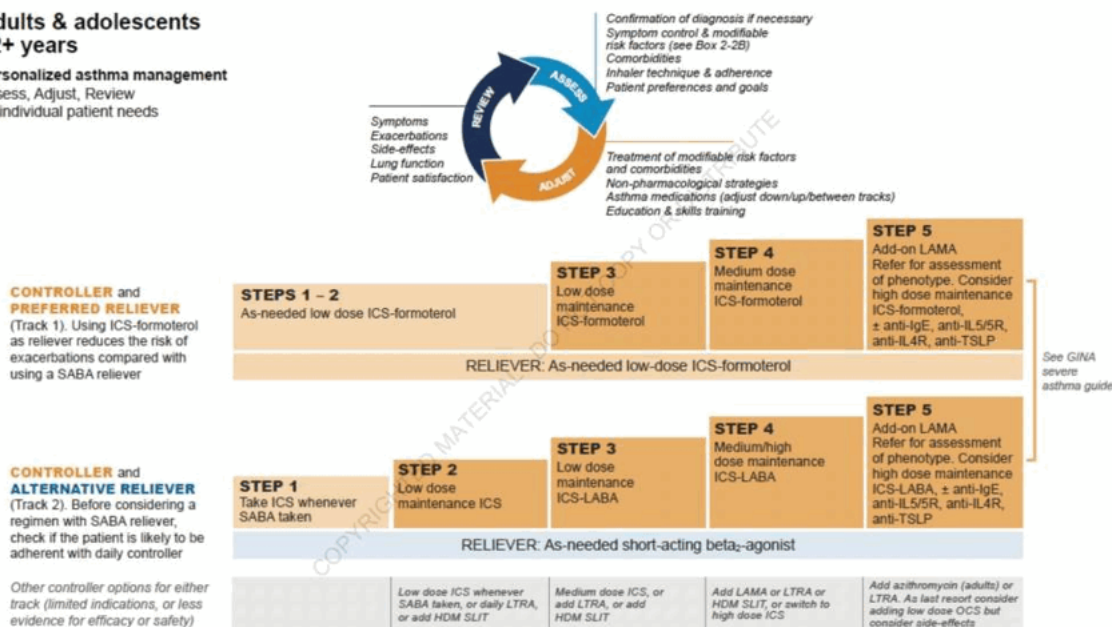 dults & adolescents
2+ years
rsonalized asthma management
sess, Adjust, Review
individual patient needs
Confirmation of diagnosis if necessary
Symptom control & modifiable
risk factors (see Box 2-2B)
Comorbidities
Inhaler technique & adherence
Patient preferences and goals
REVIEW
ASSESS
ADJUST
Symptoms
Exacerbations
Side-effects
Lung function
Patient satisfaction
Treatment of modifiable risk factors
and comorbidities
Non-pharmacological strategies
Asthma medications (adjust down/up/between tracks)
Education & skills training
CONTROLLER and
PREFERRED RELIEVER
(Track 1). Using ICS-formoterol
as reliever reduces the risk of
exacerbations compared with
using a SABA reliever
STEPS 1 – 2
As-needed low dose ICS-formoterol
STEP 3
Low dose
maintenance
ICS-formoterol
STEP 4
Medium dose
maintenance
ICS-formoterol
STEP 5
Add-on LAMA
Refer for assessment
of phenotype. Consider
high dose maintenance
ICS-formoterol,
± anti-IgE, anti-IL5/5R,
anti-IL4R, anti-TSLP
RELIEVER: As-needed low-dose ICS-formoterol
See GINA
severe
asthma guide
CONTROLLER and
ALTERNATIVE RELIEVER
(Track 2). Before considering a
regimen with SABA reliever,
check if the patient is likely to be
adherent with daily controller
STEP 1
Take ICS whenever
SABA taken
STEP 2
Low dose
maintenance ICS
STEP 3
Low dose
maintenance
ICS-LABA
STEP 4
Medium/high
dose maintenance
ICS-LABA
STEP 5
Add-on LAMA
Refer for assessment
of phenotype. Consider
high dose maintenance
ICS-LABA, ± anti-IgE,
anti-IL5/5R, anti-IL4R,
anti-TSLP
RELIEVER: As-needed short-acting beta₂-agonist
Other controller options for either
track (limited indications, or less
evidence for efficacy or safety)
Low dose ICS whenever
SABA taken, or daily LTRA,
or add HDM SLIT
Medium dose ICS, or
add LTRA, or add
HDM SLIT
Add LAMA or LTRA or
HDM SLIT, or switch to
high dose ICS
Add azithromycin (adults) or
LTRA. As last resort consider
adding low dose OCS but
consider side-effects
COPYRIGHTED MATERIAL - DO NOT COPY OR DISTRIBUTE